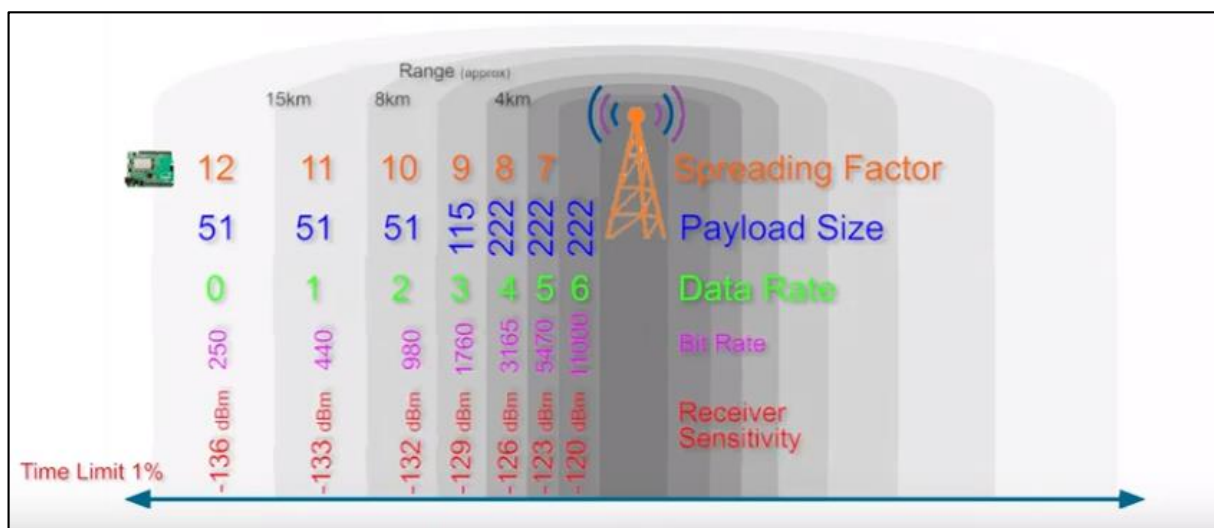 Range (approx)
15km 8km 4km
12 11 10 9 8 7 Spreading Factor
51 51 51 115 222 222 222 Payload Size
0 1 2 3 4 5 6 Data Rate
250 440 980 1760 3165 5470 11000 Bit Rate
-136 dBm -133 dBm -132 dBm -129 dBm -126 dBm -123 dBm -120 dBm Receiver
Sensitivity
Time Limit 1%